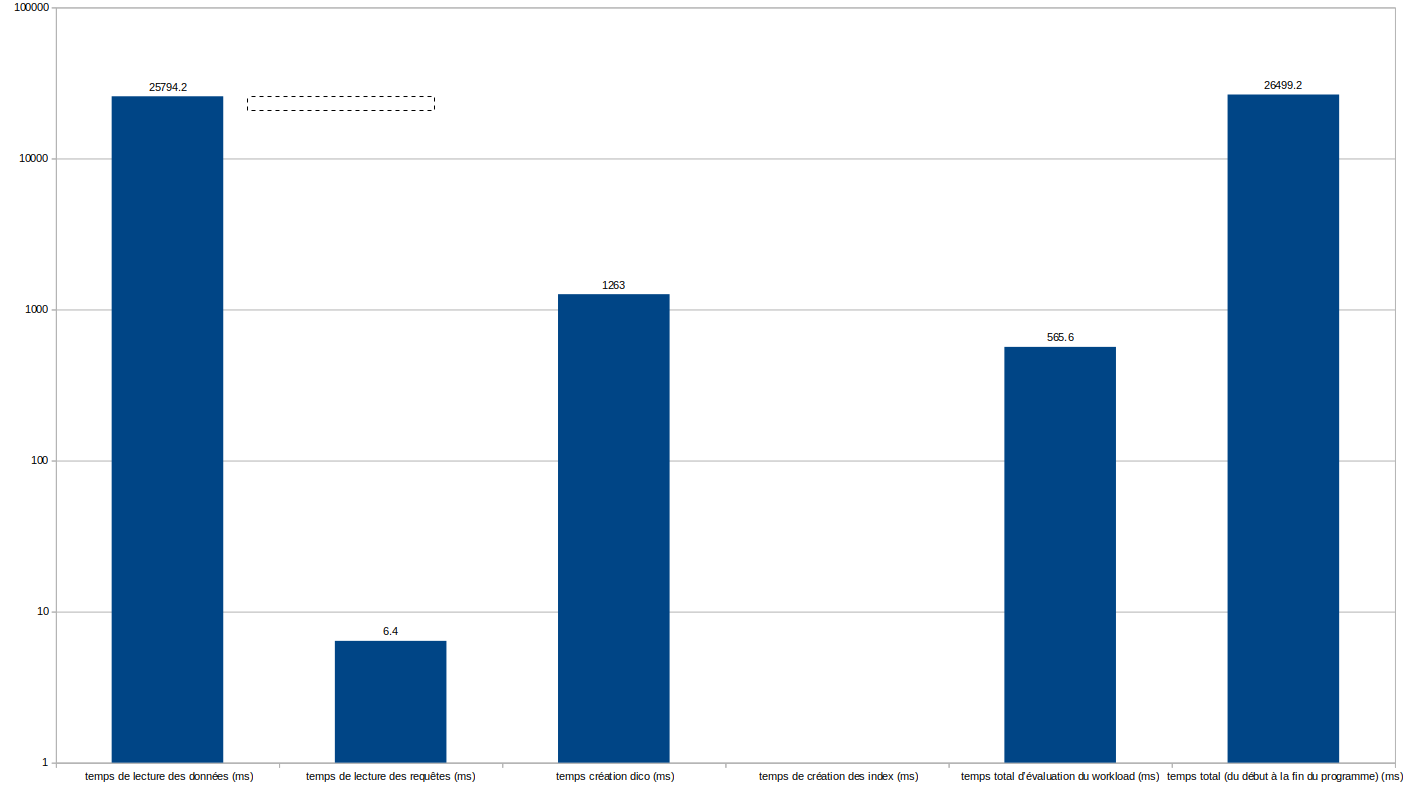 100000
25794.2
26499.2
10000
1263
1000
565.6
100
10
6.4
1
temps de lecture des données (ms)
temps de lecture des requêtes (ms)
temps création dico (ms)
temps de création des index (ms)
temps total d'évaluation du workload (ms)
temps total (du début à la fin du programme) (ms)